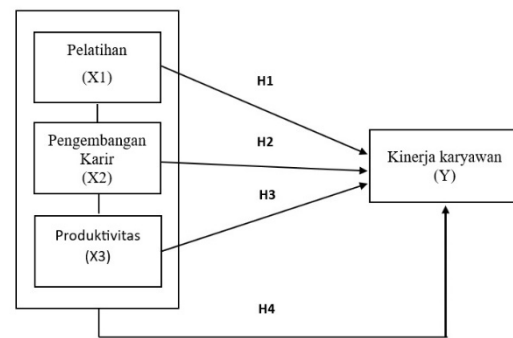 Pelatihan
(X1)
H1
Pengembangan
Karir
(X2)
H2
Kinerja karyawan
(Y)
H3
Produktivitas
(X3)
H4